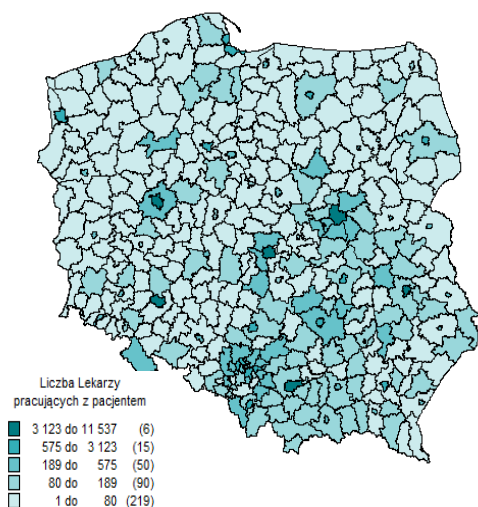 Liczba Lekarzy
pracujących z pacjentem
3 123 do 11 537 (6)
575 do 3 123 (15)
189 do 575 (50)
80 do 189 (90)
1 do 80 (219)